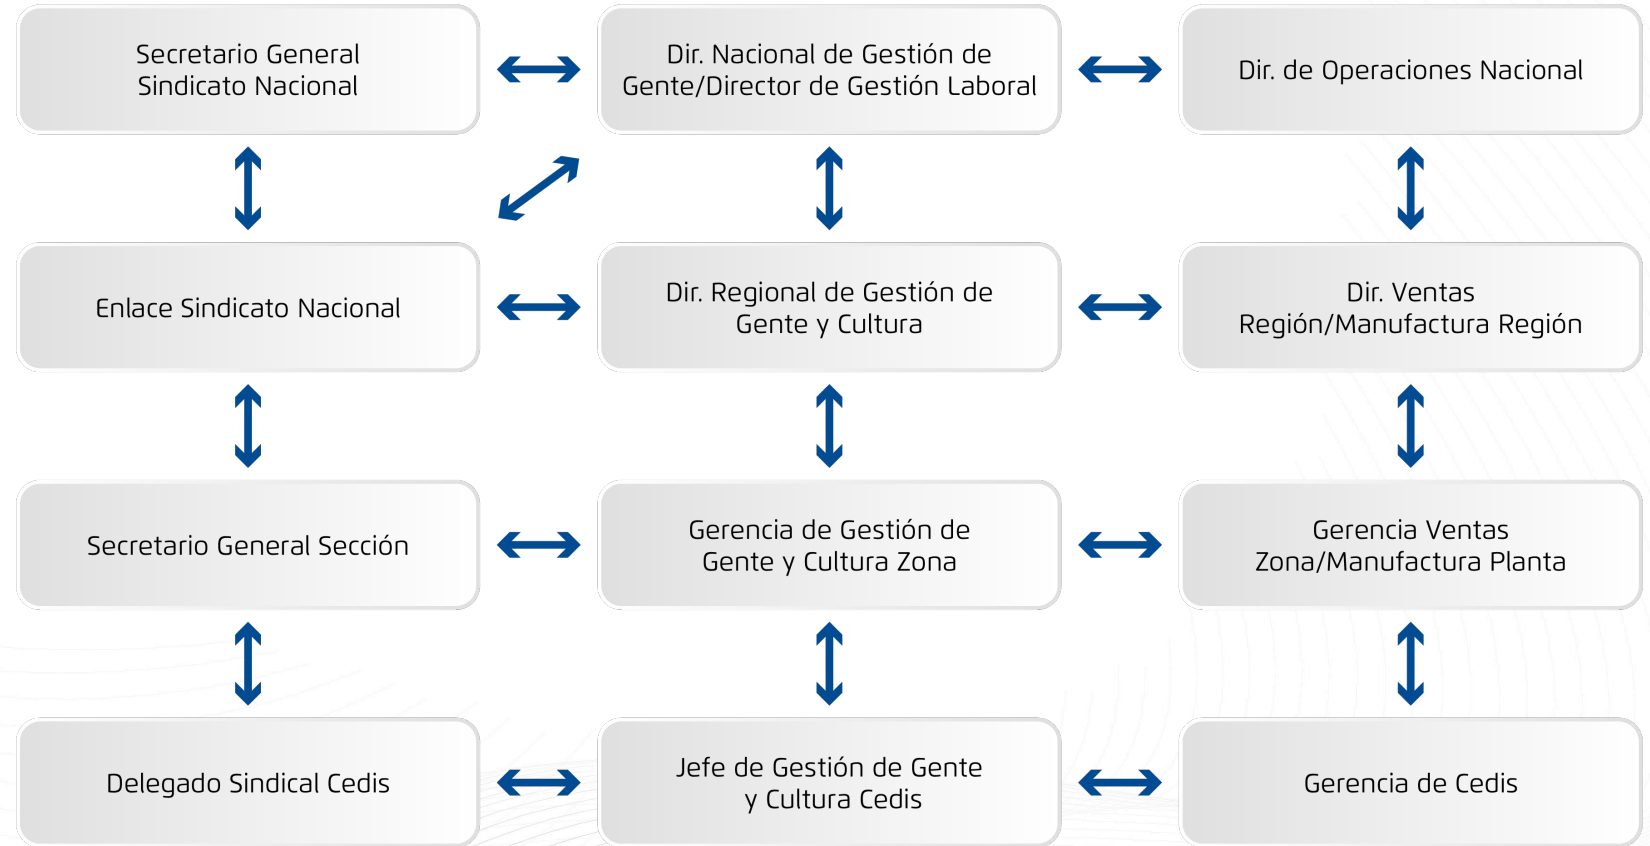 Secretario General
Sindicato Nacional
Dir. Nacional de Gestión de
Gente/Director de Gestión Laboral
Dir. de Operaciones Nacional
Enlace Sindicato Nacional
Dir. Regional de Gestión de
Gente y Cultura
Dir. Ventas
Región/Manufactura Región
Secretario General Sección
Gerencia de Gestión de
Gente y Cultura Zona
Gerencia Ventas
Zona/Manufactura Planta
Delegado Sindical Cedis
Jefe de Gestión de Gente
y Cultura Cedis
Gerencia de Cedis